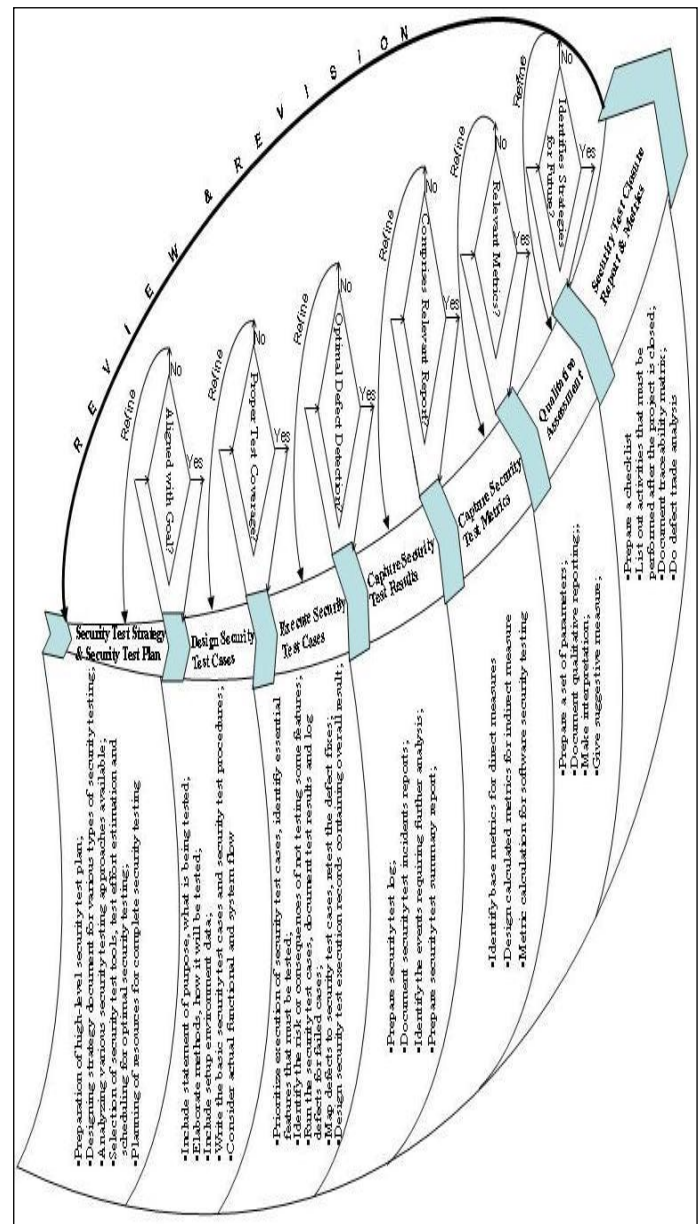 REVIEW & REVISION
Refine
No
Aligned with Goal?
Yes
Refine
No
Proper Test Coverage?
Yes
Refine
No
Optimal Defect Detection?
Yes
Refine
No
Comprises Relevant Report?
Yes
Refine
No
Relevant Metrics?
Yes
Refine
No
Identifies Strategies
for Future?
Yes
Security Test Strategy
& Security Test Plan
Design Security
Test Cases
Execute Security
Test Cases
Capture Security
Test Results
Capture Security
Test Metrics
Qualitative
Assessment
Security Test Closure
Report & Metrics
▪Preparation of high-level security test plan;
▪Designing strategy document for various types of security testing;
▪Analyzing various security testing approaches available;
▪Selection of security test tools, test effort estimation and
scheduling for optimal security testing;
▪Planning of resources for complete security testing
▪Include statement of purpose, what is being tested;
▪Elaborate methods, how it will be tested;
▪Include setup environment data;
▪Write the basic security test cases and security test procedures;
▪Consider actual functional and system flow
▪Prioritize execution of security test cases, identify essential
features that must be tested;
▪Identify the risk or consequences of not testing some features;
▪Run the security test cases, document test results and log
defects for failed cases;
▪Map defects to security test cases, retest the defect fixes;
▪Design security test execution records containing overall result;
▪Prepare security test log;
▪Document security test incidents reports;
▪Identify the events requiring further analysis;
▪Prepare security test summary report;
▪Identify base metrics for direct measures
▪Design calculated metrics for indirect measure
▪Metric calculation for software security testing
▪Prepare a set of parameters;
▪Document qualitative reporting;;
▪Make interpretation;
▪Give suggestive measure;
▪Prepare a checklist
▪List out activities that must be
performed after the project is closed;
▪Document traceability matrix;
▪Do defect trade analysis